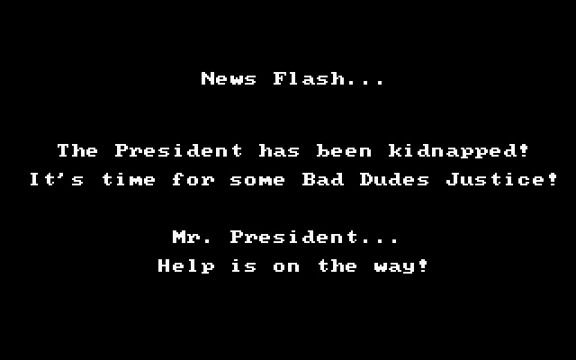 News Flash...
The President has been kidnapped!
It's time for some Bad Dudes Justice!
Mr. President...
Help is on the way!